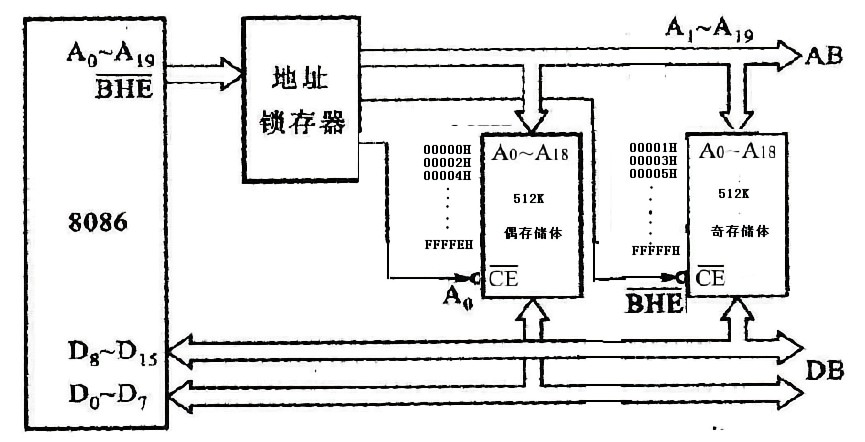 A₁~A₁₉
A₀~A₁₉
AB
BHE
地址
锁存器
00000H
00002H
00004H
FFFFEH
A₀~A₁₈
512K
偶存储体
CE
A₀
00001H
00003H
00005H
FFFFFH
A₀~A₁₈
512K
奇存储体
CE
BHE
8086
D₈~D₁₅
DB
D₀~D₇